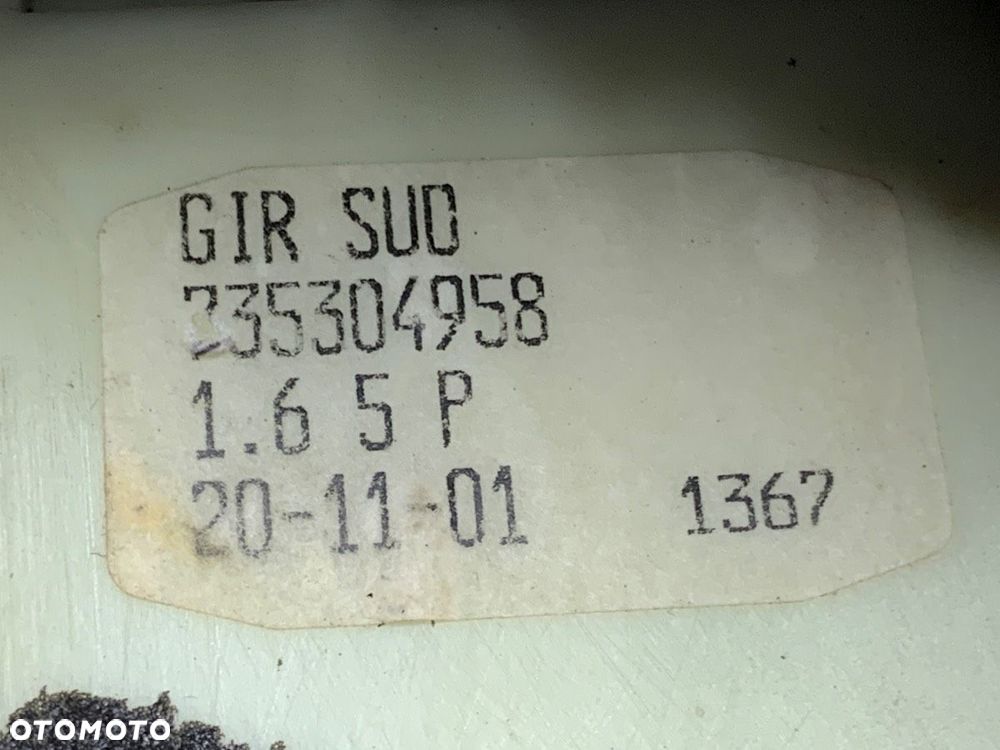 GIR SUD
735304958
1.6 5 P
20-11-01 1367
OTOMOTO